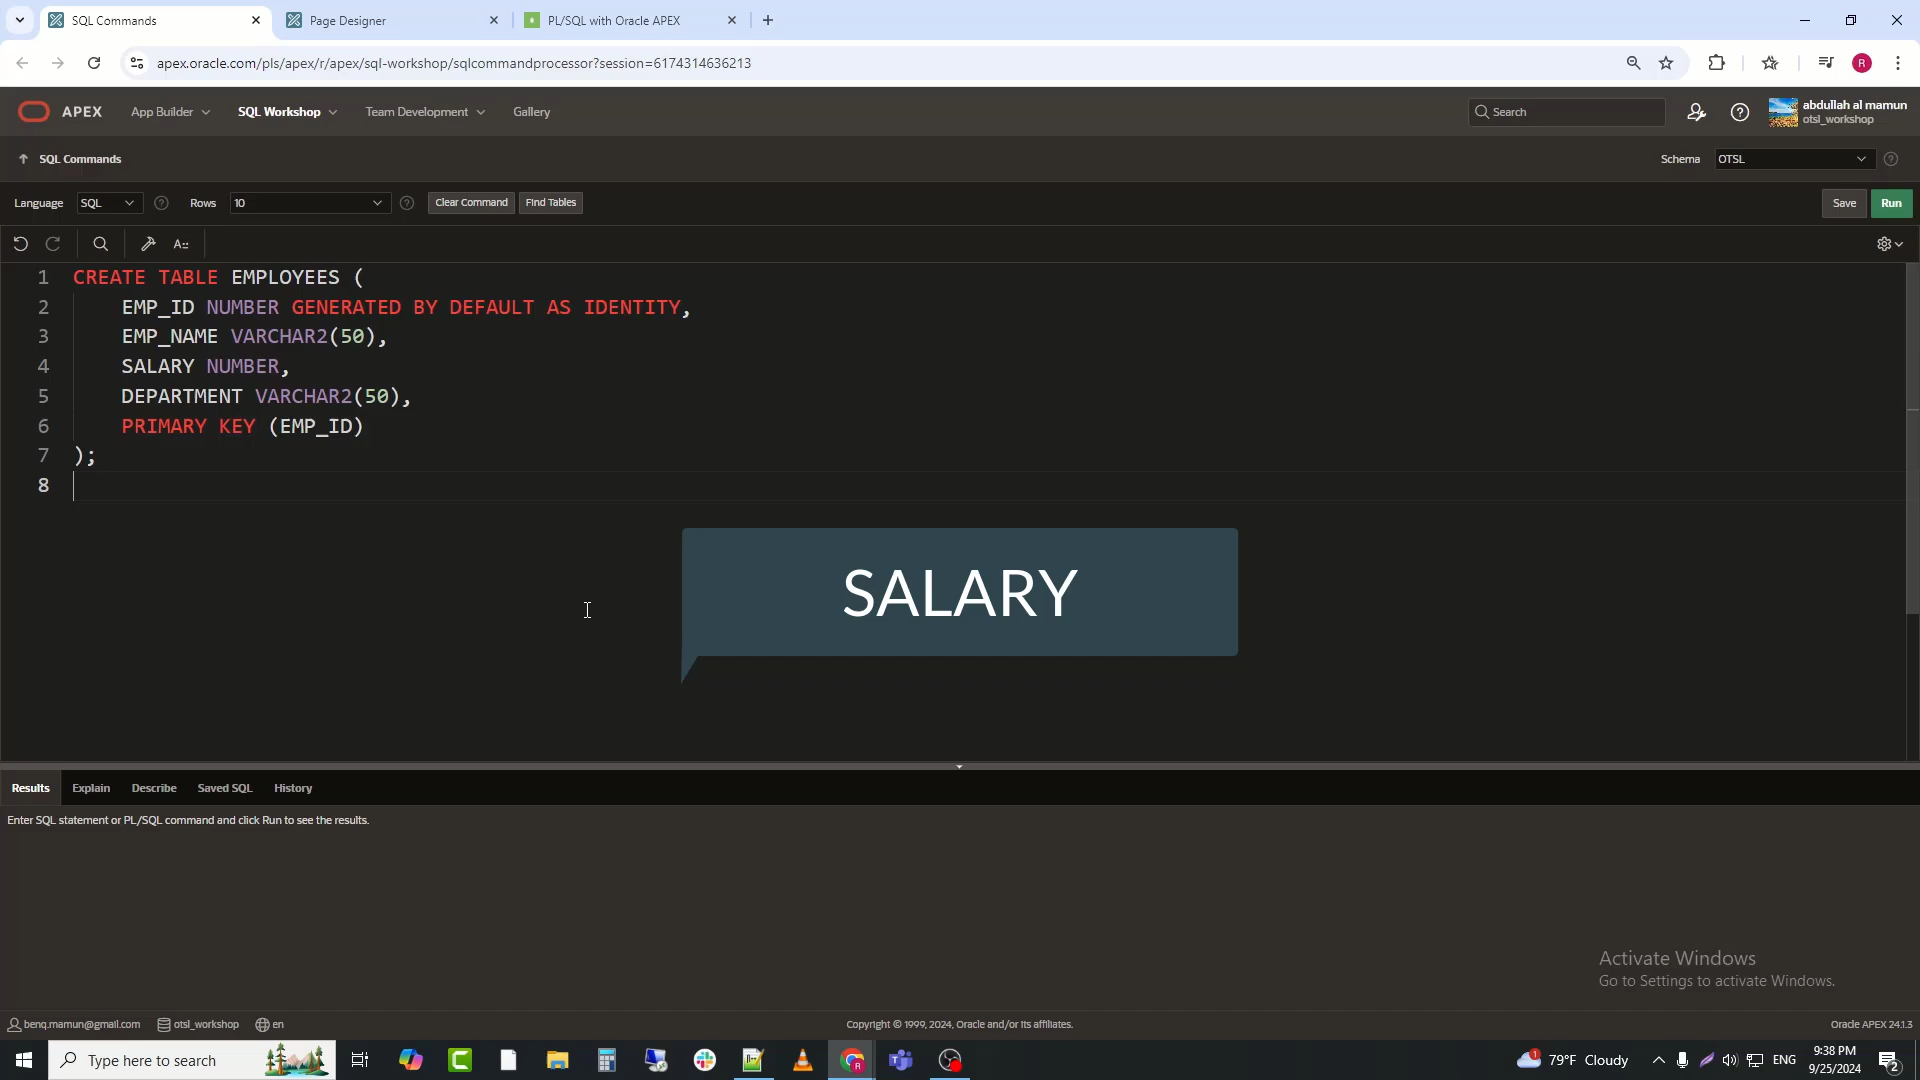 SQL Commands
Page Designer
PL/SQL with Oracle APEX
apex.oracle.com/pls/apex/r/apex/sql-workshop/sqlcommandprocessor?session=6174314636213
R
APEX
App Builder
SQL Workshop
Team Development
Gallery
Search
abdullah al mamun
otsl_workshop
SQL Commands
Schema
OTSL
Language
SQL
Rows
10
Clear Command
Find Tables
Save
Run
1 CREATE TABLE EMPLOYEES (
2 EMP_ID NUMBER GENERATED BY DEFAULT AS IDENTITY,
3 EMP_NAME VARCHAR2(50),
4 SALARY NUMBER,
5 DEPARTMENT VARCHAR2(50),
6 PRIMARY KEY (EMP_ID)
7 );
8
SALARY
Results
Explain
Describe
Saved SQL
History
Enter SQL statement or PL/SQL command and click Run to see the results.
Activate Windows
Go to Settings to activate Windows.
benq.mamun@gmail.com
otsl_workshop
en
Copyright © 1999, 2024, Oracle and/or its affiliates.
Oracle APEX 24.1.3
Type here to search
79°F Cloudy
ENG
9:38 PM
9/25/2024
2